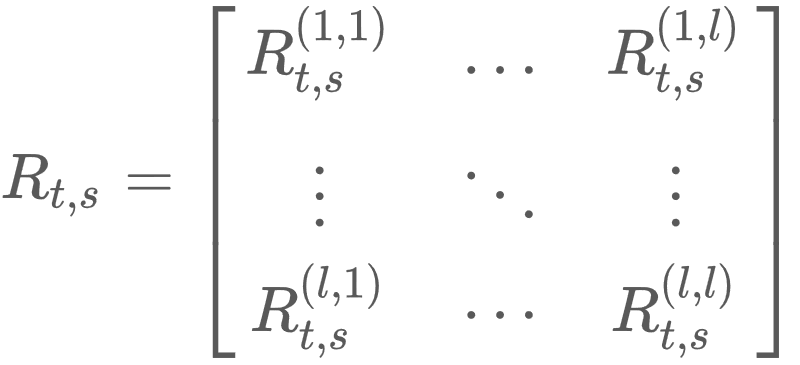 R_{t,s} = \begin{bmatrix} R_{t,s}^{(1,1)} & \cdots & R_{t,s}^{(1,l)} \\ \vdots & \ddots & \vdots \\ R_{t,s}^{(l,1)} & \cdots & R_{t,s}^{(l,l)} \end{bmatrix}